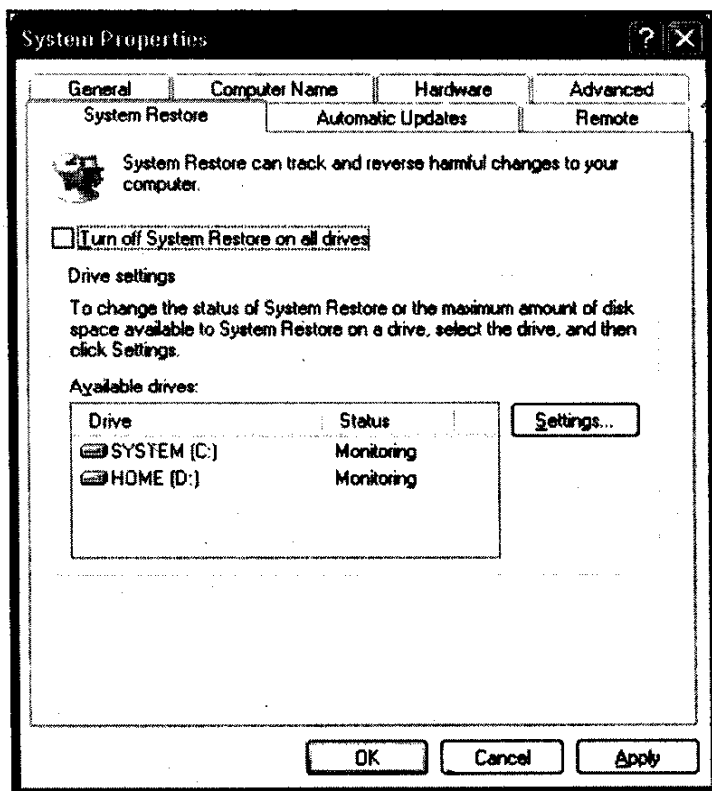 System Properties
General Computer Name Hardware Advanced
System Restore Automatic Updates Remote
System Restore can track and reverse harmful changes to your
computer.
Turn off System Restore on all drives
Drive settings
To change the status of System Restore or the maximum amount of disk
space available to System Restore on a drive, select the drive, and then
click Settings.
Available drives:
Drive Status
Settings...
SYSTEM (C:) Monitoring
HOME (D:) Monitoring
OK Cancel Apply